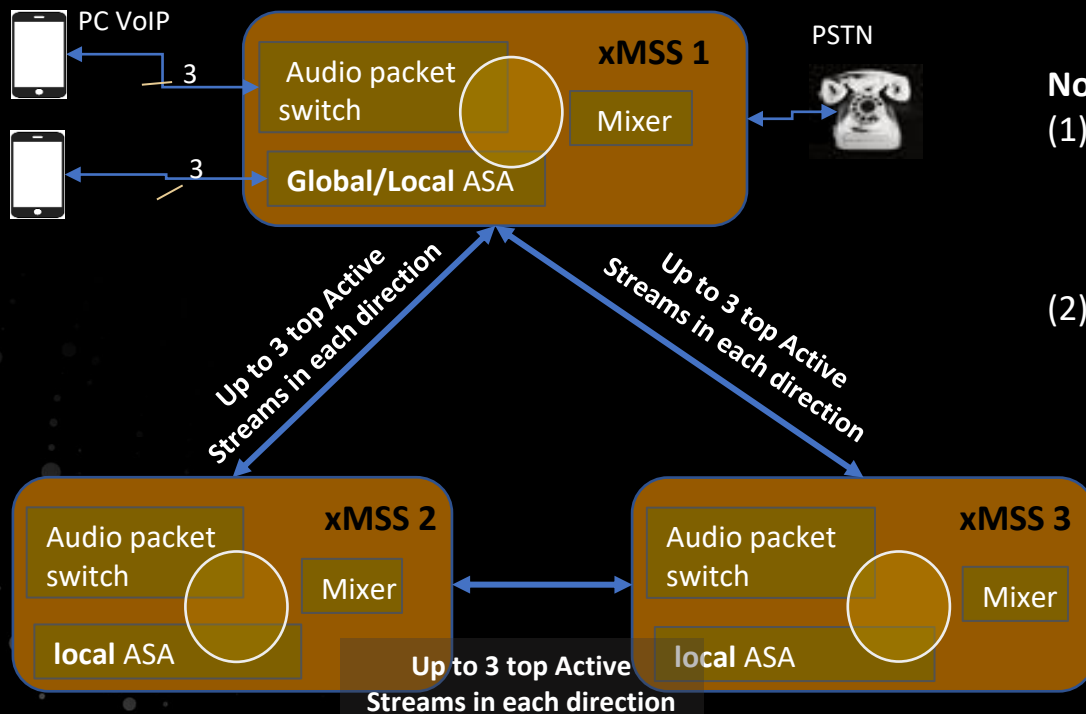 PC VoIP
3
3
xMSS 1
Audio packet
switch
Mixer
Global/Local ASA
PSTN
(1)
(2)
Up to 3 top Active
Streams in each direction
Up to 3 top Active
Streams in each direction
xMSS 2
Audio packet
switch
Mixer
local ASA
xMSS 3
Audio packet
switch
Mixer
local ASA
Up to 3 top Active
Streams in each direction